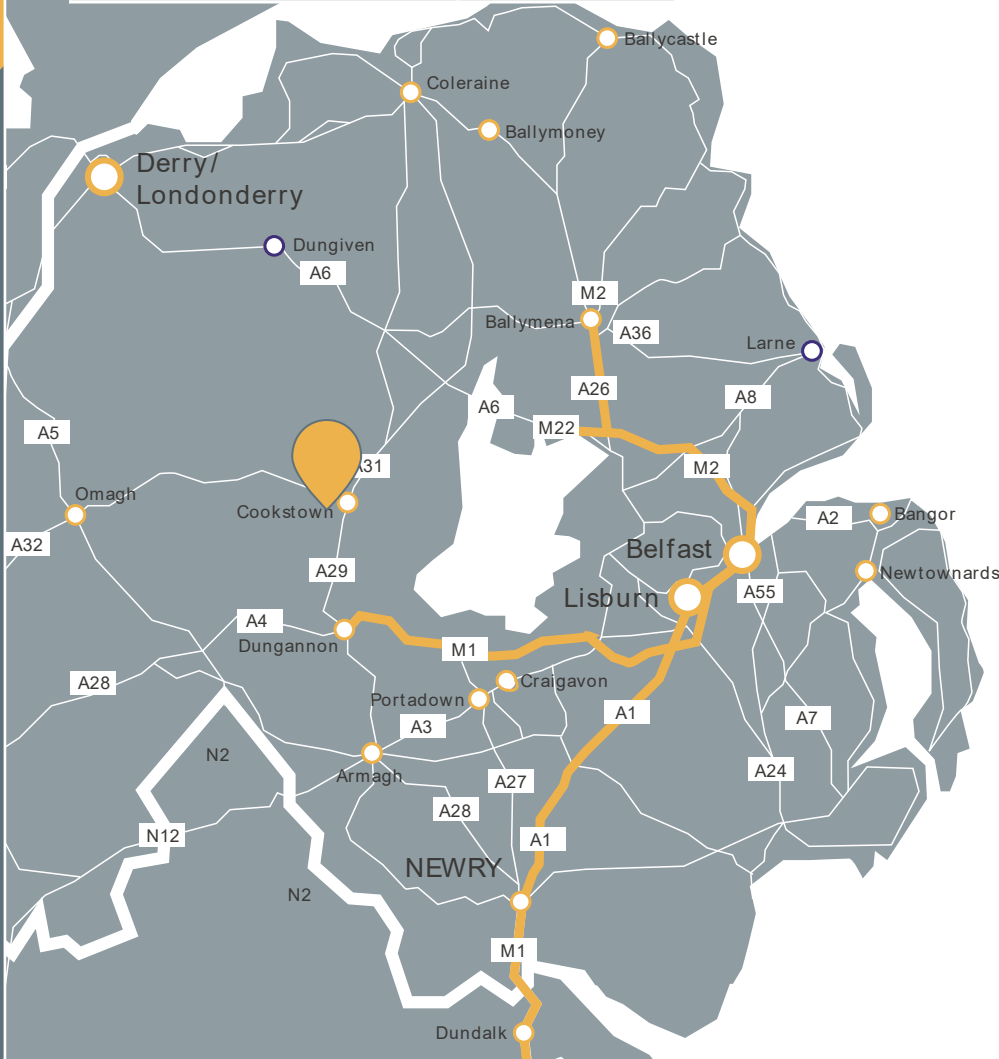 Ballycastle
Coleraine
Ballymoney
Derry/
Londonderry
Dungiven
A6
M2
Ballymena
A36
Larne
A26
A8
A6
M22
A5
A31
M2
Omagh
Cookstown
A2
Bangor
A32
Belfast
A29
Newtownards
Lisburn
A55
A4
Dungannon
M1
A28
Craigavon
Portadown
A1
A7
A3
N2
Armagh
A24
A27
A28
N12
A1
NEWRY
N2
M1
Dundalk